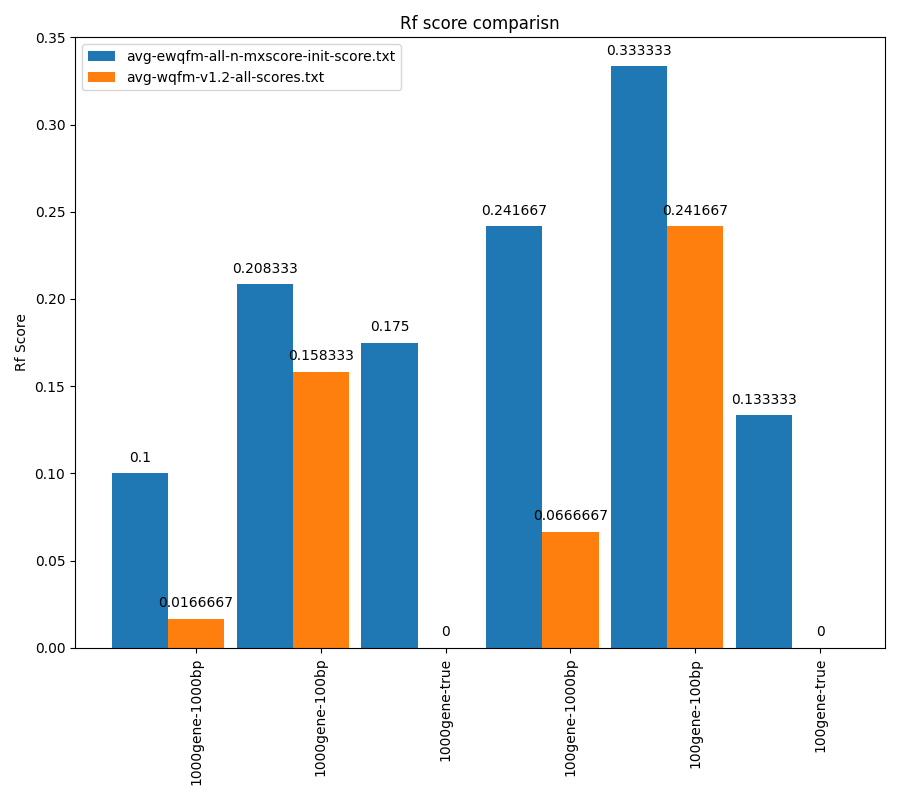 Rf score comparisn
avg-ewqfm-all-n-mxscore-init-score.txt
avg-wqfm-v1.2-all-scores.txt
Rf Score
0.35
0.30
0.25
0.20
0.15
0.10
0.05
0.00
0.1
0.0166667
0.208333
0.158333
0.175
0
0.241667
0.0666667
0.333333
0.241667
0.133333
0
1000gene-1000bp
1000gene-100bp
1000gene-true
100gene-1000bp
100gene-100bp
100gene-true